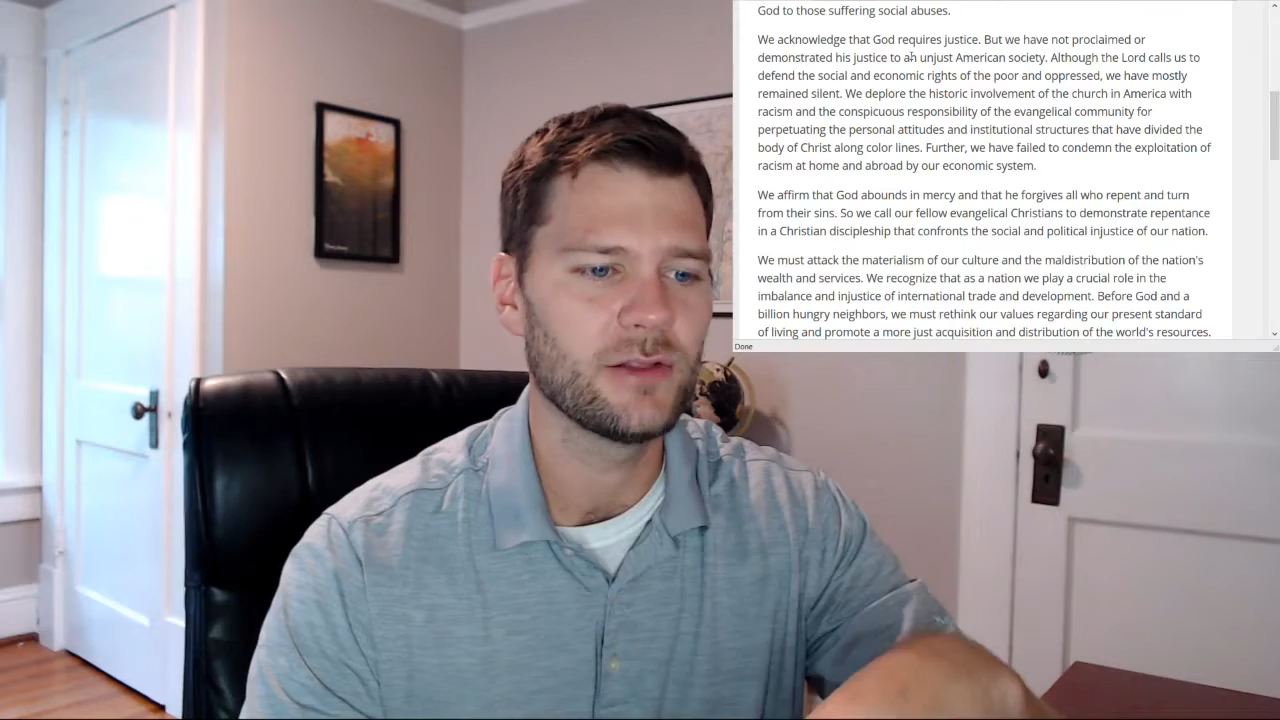 God to those suffering social abuses.
We acknowledge that God requires justice. But we have not proclaimed or
demonstrated his justice to an unjust American society. Although the Lord calls us to
defend the social and economic rights of the poor and oppressed, we have mostly
remained silent. We deplore the historic involvement of the church in America with
racism and the conspicuous responsibility of the evangelical community for
perpetuating the personal attitudes and institutional structures that have divided the
body of Christ along color lines. Further, we have failed to condemn the exploitation of
racism at home and abroad by our economic system.
We affirm that God abounds in mercy and that he forgives all who repent and turn
from their sins. So we call our fellow evangelical Christians to demonstrate repentance
in a Christian discipleship that confronts the social and political injustice of our nation.
We must attack the materialism of our culture and the maldistribution of the nation's
wealth and services. We recognize that as a nation we play a crucial role in the
imbalance and injustice of international trade and development. Before God and a
billion hungry neighbors, we must rethink our values regarding our present standard
of living and promote a more just acquisition and distribution of the world's resources.
Done